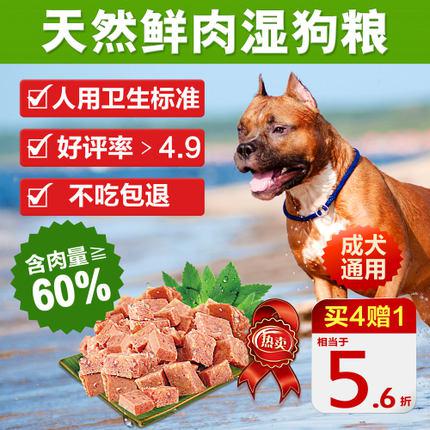 天然鲜肉湿狗粮
人用卫生标准
好评率>4.9
不吃包退
含肉量≥
60%
成犬
通用
热卖
买4赠1
相当于
5.6折